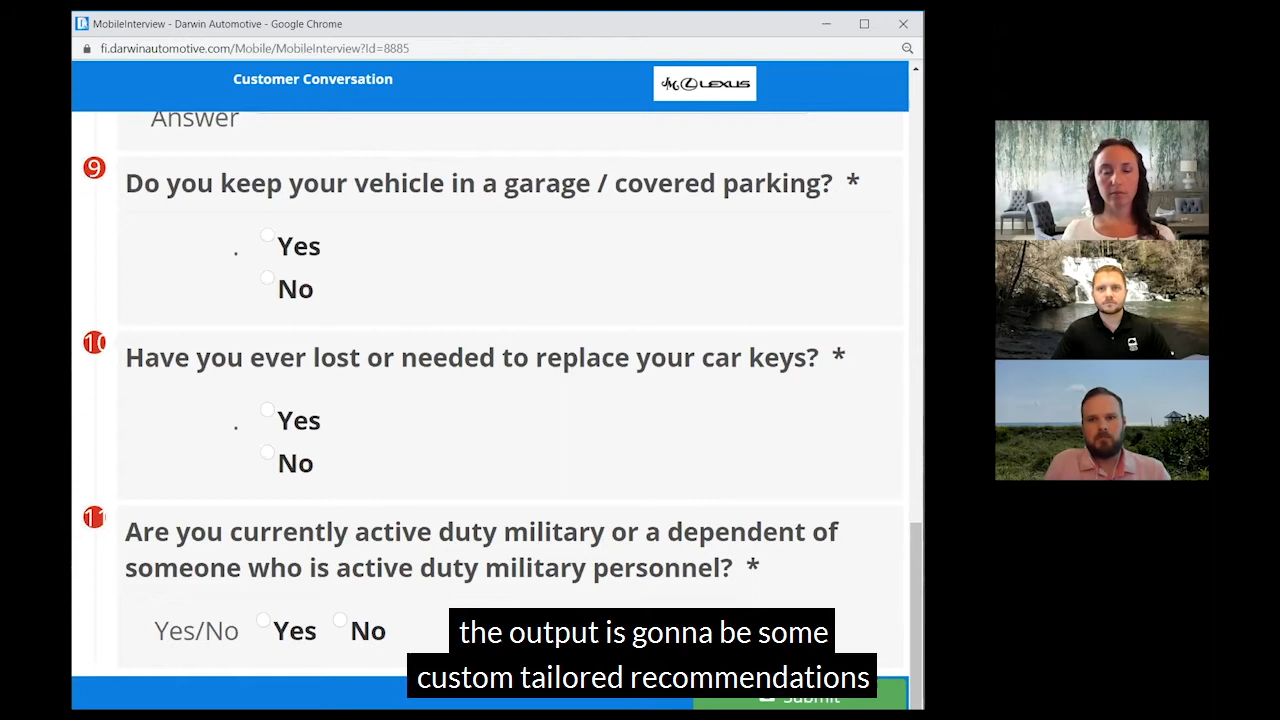 MobileInterview - Darwin Automotive - Google Chrome
fi.darwinautomotive.com/Mobile/MobileInterview?Id=8885
Customer Conversation
JM LEXUS
Answer
9
Do you keep your vehicle in a garage / covered parking? *
. Yes
No
10
Have you ever lost or needed to replace your car keys? *
. Yes
No
11
Are you currently active duty military or a dependent of
someone who is active duty military personnel? *
Yes/No Yes No
the output is gonna be some
custom tailored recommendations
Submit